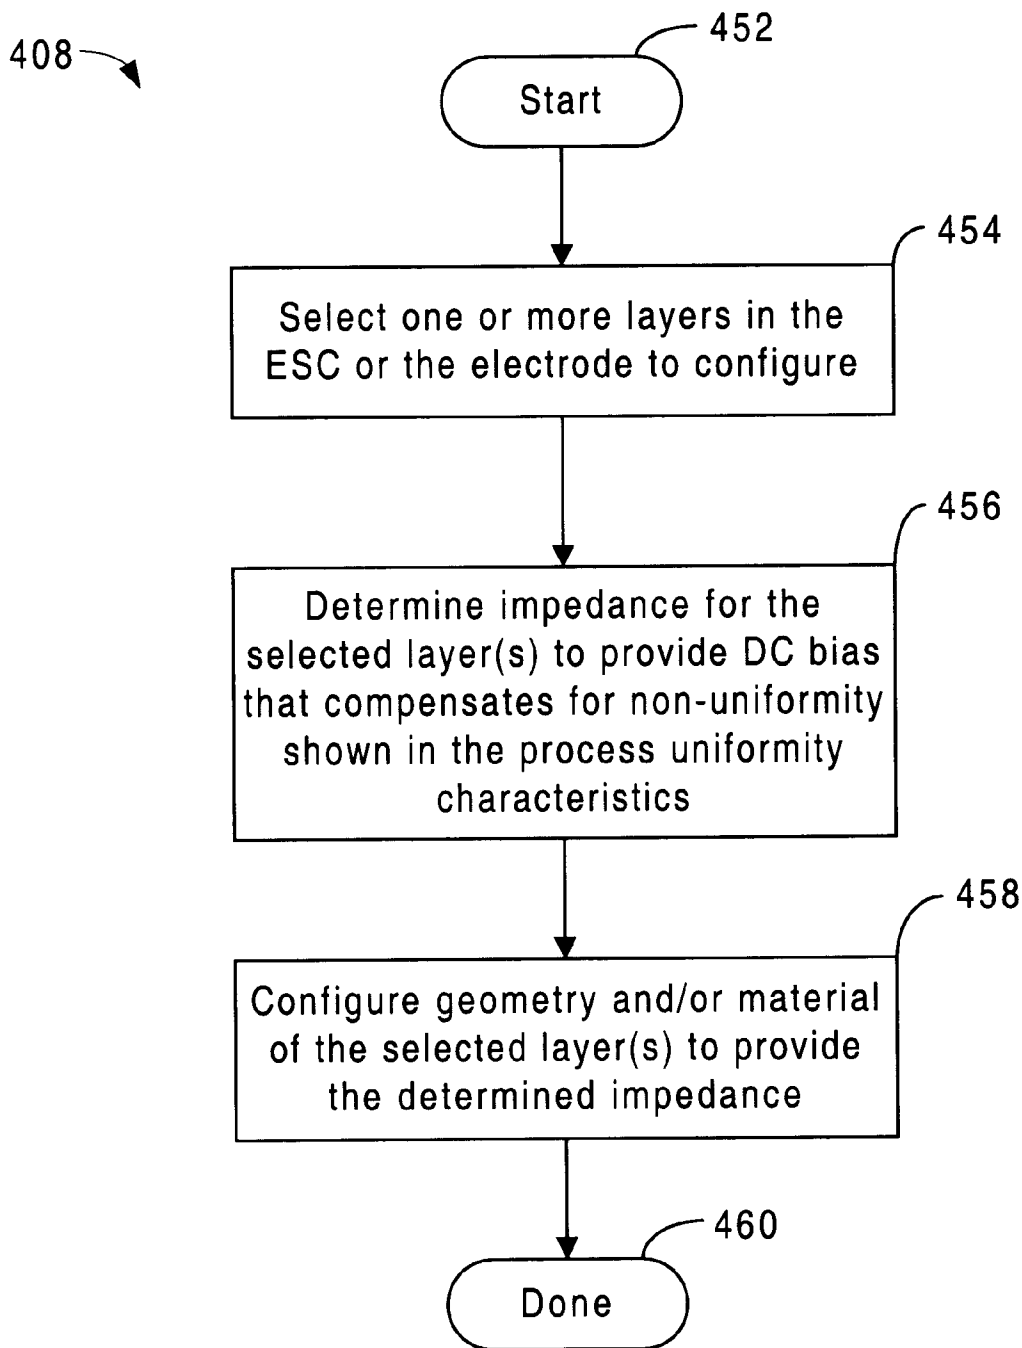 452
408
Start
454
Select one or more layers in the
ESC or the electrode to configure
456
Determine impedance for the
selected layer(s) to provide DC bias
that compensates for non-uniformity
shown in the process uniformity
characteristics
458
Configure geometry and/or material
of the selected layer(s) to provide
the determined impedance
460
Done